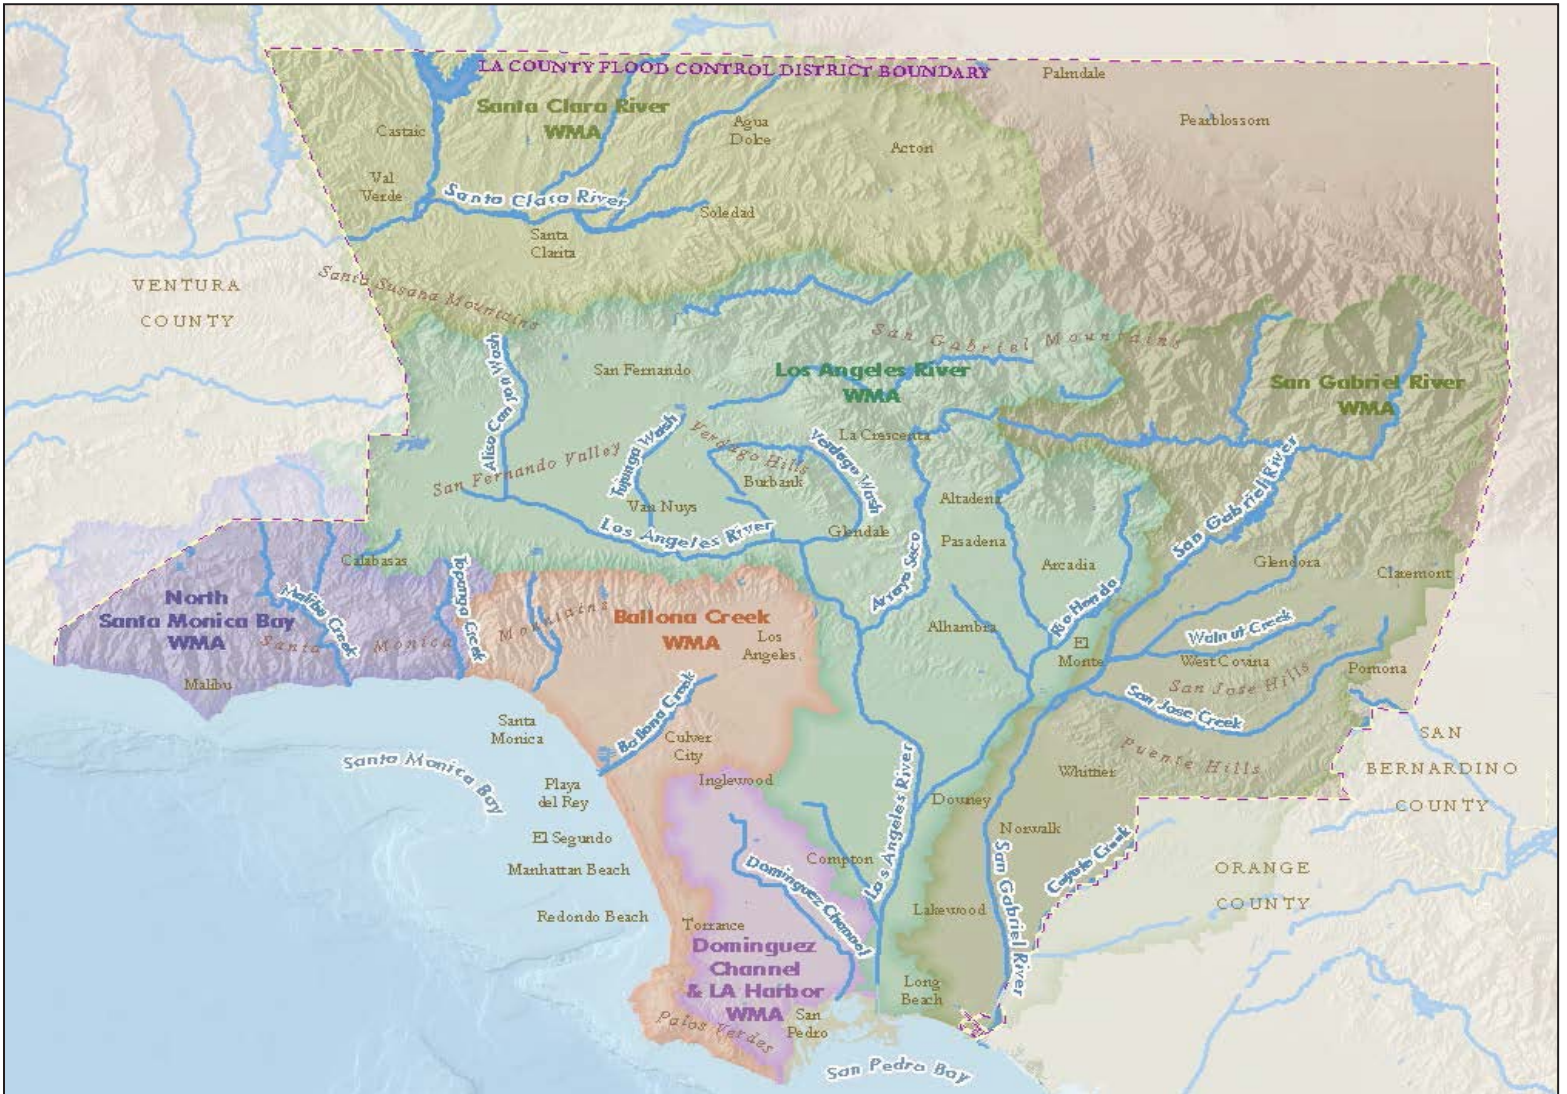 LA COUNTY FLOOD CONTROL DISTRICT BOUNDARY
Palmdale
Santa Clara River
WMA
Pearblossom
Castaic
Agua
Dolce
Acton
Val
Verde
Santa Clara River
Soledad
Santa
Clarita
VENTURA
COUNTY
Santa Susana Mountains
San Gabriel Mountains
Aliso Canyon Wash
San Fernando
Los Angeles River
WMA
San Gabriel River
WMA
La Crescenta
Tujunga Wash
Verdugo Hills
Verdugo Wash
San Fernando Valley
Burbank
Van Nuys
Altadena
San Gabriel River
Los Angeles River
Glendale
Pasadena
Arroyo Seco
Arcadia
Glendora
Claremont
Calabasas
Topanga Creek
North
Santa Monica Bay
WMA
Malibu Creek
Santa Monica Mountains
Ballona Creek
WMA
Los
Angeles
Alhambra
Rio Hondo
El
Monte
Walnut Creek
West Covina
San Jose Hills
Pomona
Malibu
San Jose Creek
Santa
Monica
Ballona Creek
Culver
City
Puente Hills
SAN
BERNARDINO
COUNTY
Santa Monica Bay
Inglewood
Whittier
Playa
del Rey
Los Angeles River
Downey
Norwalk
El Segundo
Compton
Coyote Creek
Manhattan Beach
Dominguez Channel
San Gabriel River
ORANGE
COUNTY
Redondo Beach
Torrance
Lakewood
Dominguez
Channel
& LA Harbor
WMA
Long
Beach
San
Pedro
Palos Verdes
San Pedro Bay